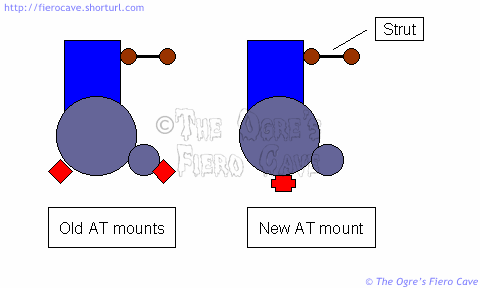 http://fierocave.shorturl.com/
Strut
©The Ogre's
Fiero Cave
Old AT mounts
New AT mount
© The Ogre's Fiero Cave